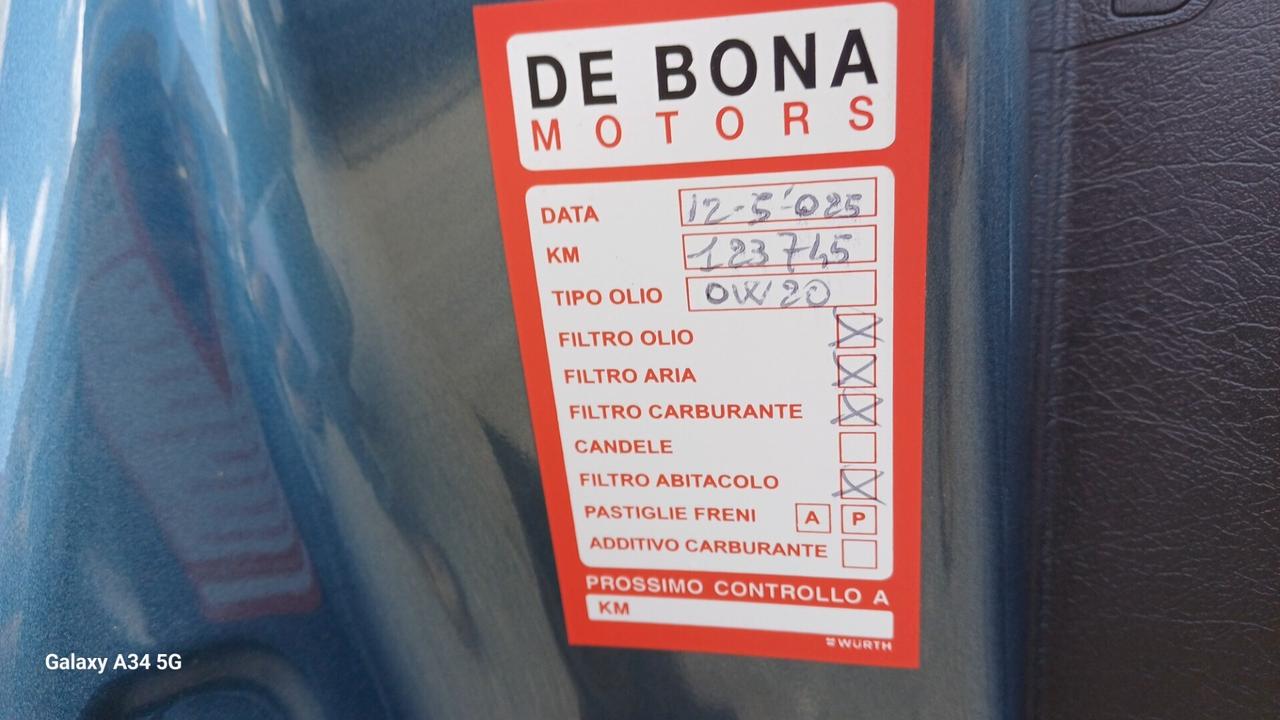 DE BONA
MOTORS
DATA 12-5-025
KM 123745
TIPO OLIO 0W20
FILTRO OLIO X
FILTRO ARIA X
FILTRO CARBURANTE X
CANDELE
FILTRO ABITACOLO X
PASTIGLIE FRENI A P
ADDITIVO CARBURANTE
PROSSIMO CONTROLLO A
KM
WÜRTH
Galaxy A34 5G